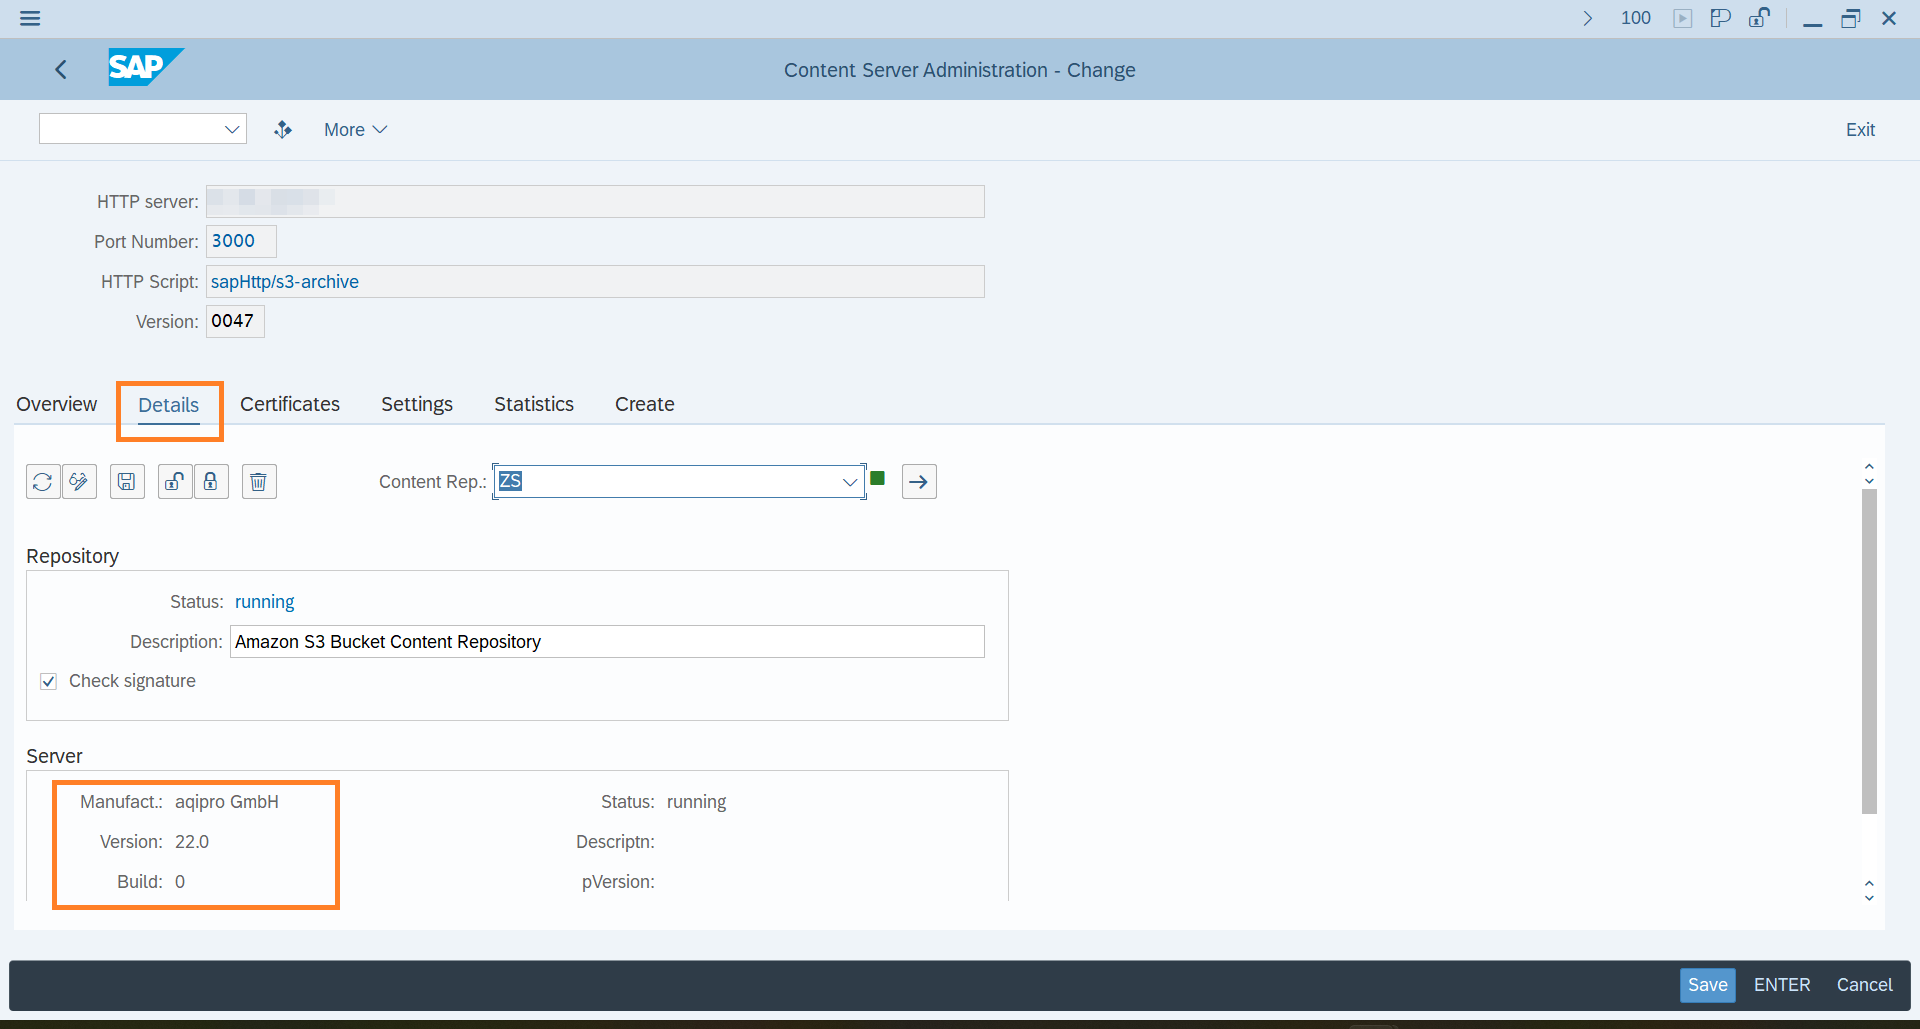 100
SAP
Content Server Administration - Change
More
Exit
HTTP server:
Port Number: 3000
HTTP Script: sapHttp/s3-archive
Version: 0047
Overview Details Certificates Settings Statistics Create
Content Rep.: ZS
Repository
Status: running
Description: Amazon S3 Bucket Content Repository
Check signature
Server
Manufact.: aqipro GmbH Status: running
Version: 22.0 Descriptn:
Build: 0 pVersion:
Save ENTER Cancel